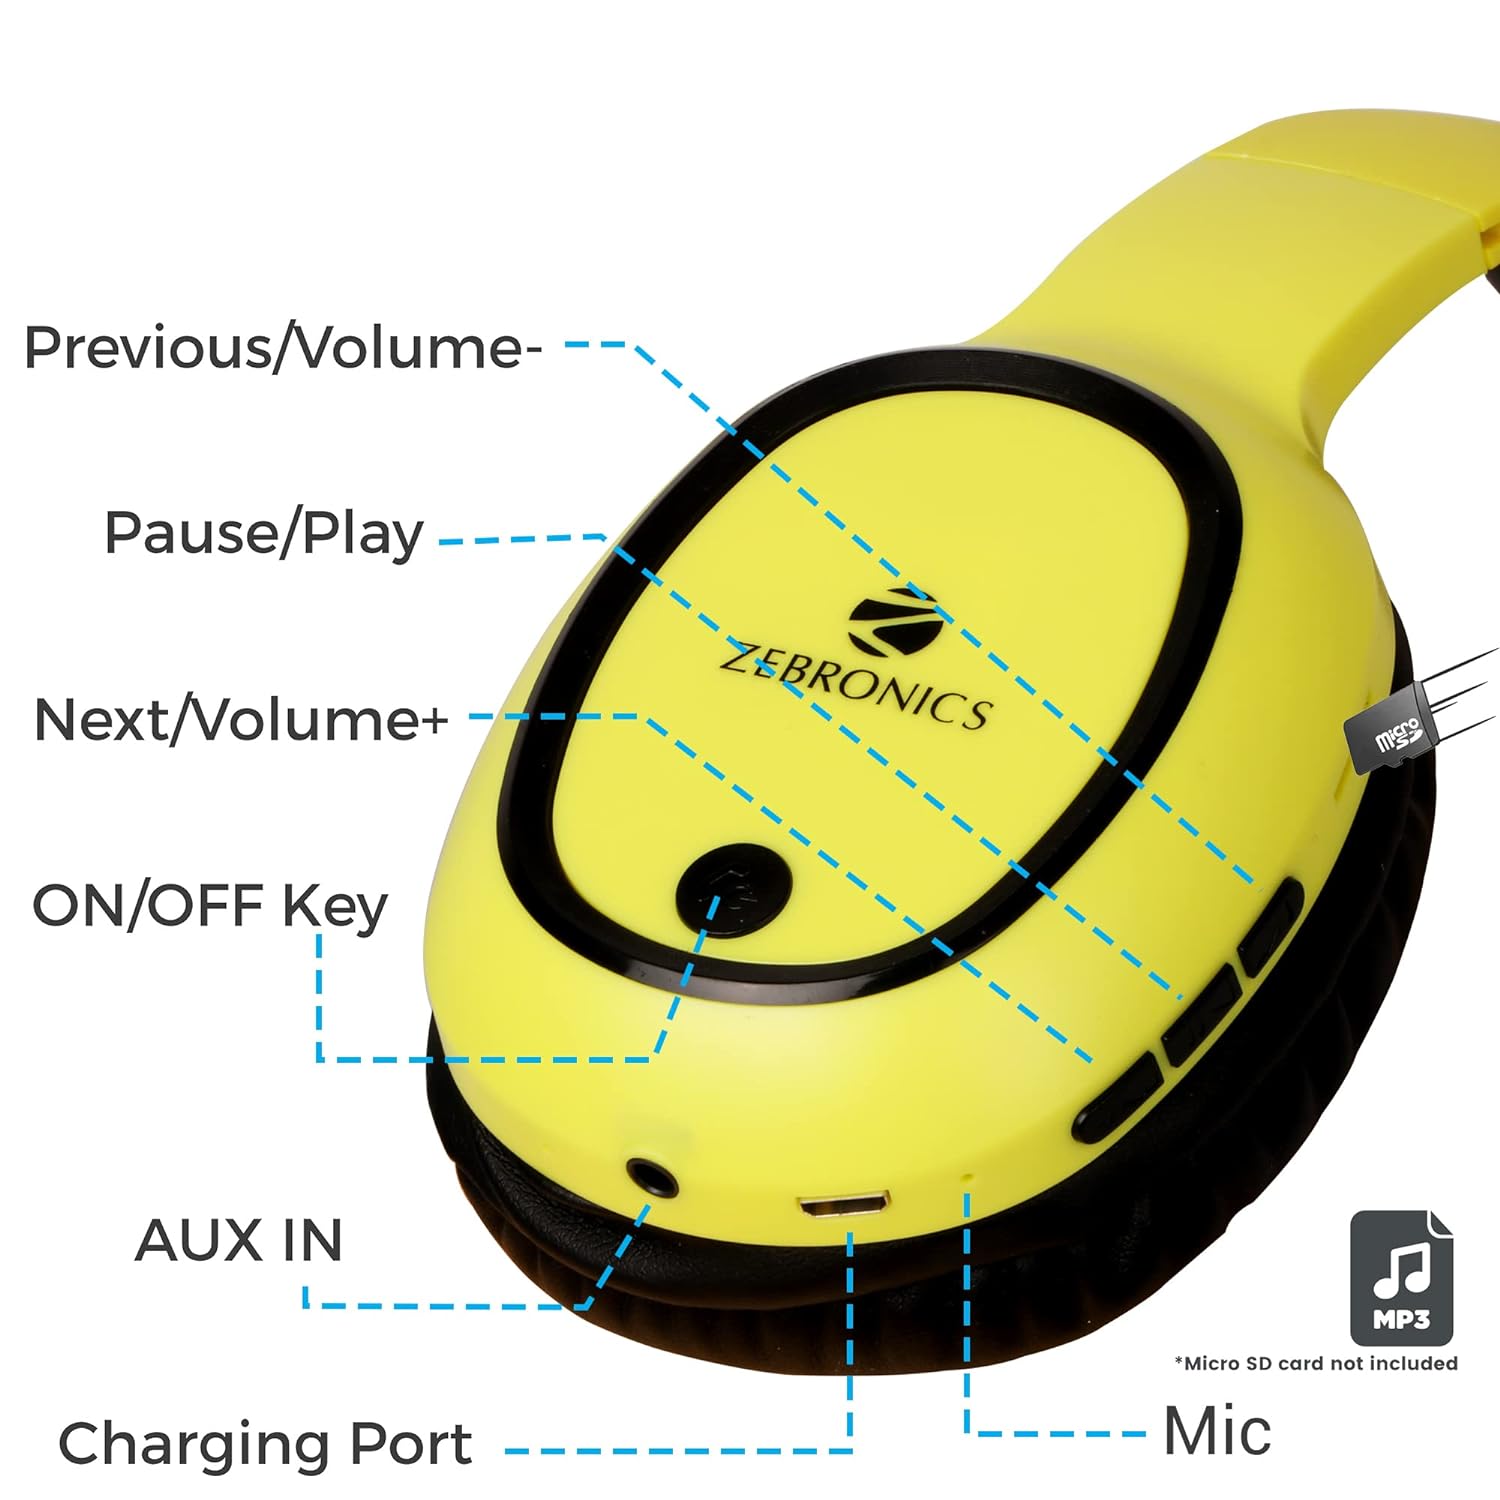 Previous/Volume-
Pause/Play
ZEBRONICS
Next/Volume+
micro
SD
ON/OFF Key
AUX IN
MP3
*Micro SD card not included
Charging Port
Mic